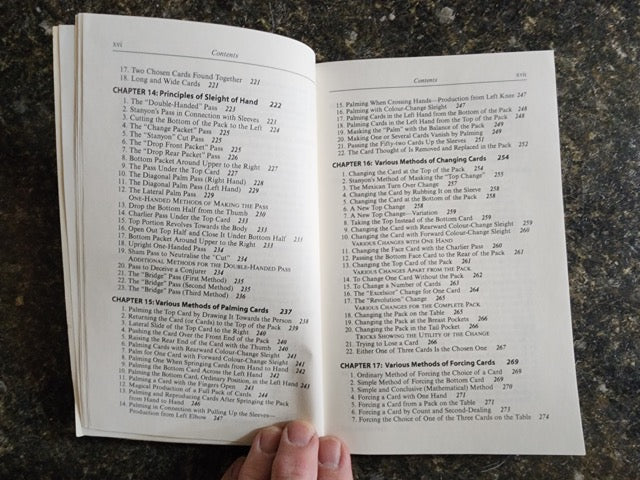 xvi
Contents
17. Two Chosen Cards Found Together 221
18. Long and Wide Cards 221
CHAPTER 14: Principles of Sleight of Hand 222
1. The "Double-Handed" Pass 223
2. Stanyon's Pass in Connection with Sleeves 223
3. Cutting the Bottom of the Pack to the Left 224
4. The "Change Packet" Pass 225
5. The "Stanyon" Cut Pass 225
6. The "Drop Front Packet" Pass 225
7. The "Drop Rear Packet" Pass 226
8. Bottom Packet Around Upper to the Right 227
9. The Pass Under the Top Card 227
10. The Diagonal Palm Pass (Right Hand) 228
11. The Diagonal Palm Pass (Left Hand) 229
12. The Lateral Palm Pass 229
ONE-HANDED METHODS OF MAKING THE PASS
13. Drop the Bottom Half from the Thumb 230
14. Charlier Pass Under the Top Card 231
15. Top Portion Revolves Towards the Body
16. Open Out Top Half and Close It Under Bottom Half 231
17. Bottom Packet Around Upper to the Right 233
18. Upright One-Handed Pass 234
19. Sham Pass to Neutralise the "Cut" 234
ADDITIONAL METHODS FOR THE DOUBLE-HANDED PASS
20. Pass to Deceive a Conjurer 234
21. The "Bridge" Pass (First Method) 235
22. The "Bridge" Pass (Second Method) 235
23. The "Bridge" Pass (Third Method) 236
CHAPTER 15: Various Methods of Palming Cards 237
1. Palming the Top Card by Drawing It Towards the Person 238
2. Returning the Card (or Cards) to the Top of the Pack 239
3. Lateral Slide of the Top Card to the Right 240
4. Pushing the Card Over the Front End 240
5. Raising the Rear End of the Card with the Thumb 240
6. Palming Cards with Rearward Colour-Change Sleight 241
7. Palm for One Card with Forward Colour-Change Sleight 241
8. Palming One When Springing Cards from Hand to Hand 242
9. Palming the Bottom Card Across the Left Hand 242
10. Palming the Bottom Card, Ordinary Position, in the Left Hand 243
11. Palming a Card with the Fingers Open 243
12. Magical Production of a Full Pack of Cards 244
13. Palming and Reproducing Cards After Springing the Pack
from Hand to Hand 246
14. Palming in Connection with Pulling Up the Sleeves—
Production from Left Elbow 247
Contents
xvii
15. Palming When Crossing Hands—Production from Left Knee 247
16. Palming with Colour-Change Sleight 247
17. Palming Cards in the Left Hand from the Bottom of the Pack 248
18. Palming Cards in the Left Hand from the Top of the Pack 248
19. Masking the "Palm" with the Balance of the Pack 249
20. Making One or Several Cards Vanish by Palming 249
21. Passing the Fifty-two Cards Up the Sleeves 251
22. The Card Thought of Is Removed and Replaced in the Pack 252
CHAPTER 16: Various Methods of Changing Cards 254
1. Changing the Card at the Top of the Pack 254
2. Stanyon's Method of Masking the "Top Change" 255
3. The Mexican Turn Over Change 257
4. Changing the Card by Rubbing It on the Sleeve 258
5. Changing the Card at the Bottom of the Pack 258
6. A New Top Change 258
7. A New Top Change—Variation 259
8. Taking the Top Instead of the Bottom Card 259
9. Changing the Card with Rearward Colour-Change Sleight 259
10. Changing the Card with Forward Colour-Change Sleight 260
VARIOUS CHANGES WITH ONE HAND
11. Changing the Face Card with the Charlier Pass 260
12. Passing the Bottom Face Card to the Rear of the Pack 261
13. Changing the Top Card of the Pack 261
VARIOUS CHANGES APART FROM THE PACK
14. To Change One Card Without the Pack 262
15. To Change a Number of Cards 263
16. The "Excelsior" Change for One Card 264
17. The "Revolution" Change 265
VARIOUS CHANGES FOR THE COMPLETE PACK
18. Changing the Pack on the Table 265
19. Changing the Pack at the Breast Pockets 266
20. Changing the Pack in the Tail Pocket 266
TRICKS SHOWING THE UTILITY OF THE CHANGE
21. Trying to Lose a Card 266
22. Either One of Three Cards Is the Chosen One 267
CHAPTER 17: Various Methods of Forcing Cards 269
1. Ordinary Method of Forcing the Choice of a Card 269
2. Simple Method of Forcing the Bottom Card 269
3. Simple and Conclusive (Mathematical) Method 270
4. Forcing a Card with One Hand 271
5. Forcing a Card from a Pack on the Table 271
6. Forcing a Card by Count and Second-Dealing 273
7. Forcing the Choice of One of the Three Cards on the Table 274